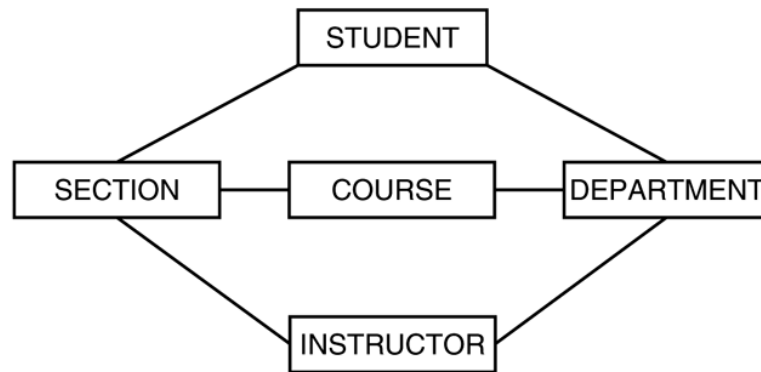 STUDENT
SECTION
COURSE
DEPARTMENT
INSTRUCTOR